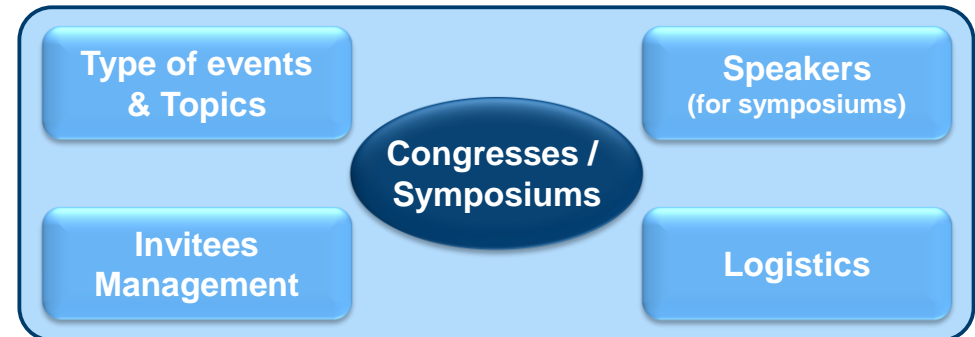 Type of events
& Topics
Speakers
(for symposiums)
Congresses /
Symposiums
Invitees
Management
Logistics